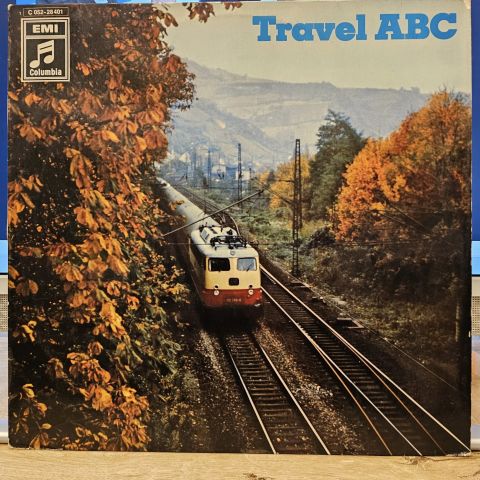 C 052-28 401
EMI
Columbia
Travel ABC